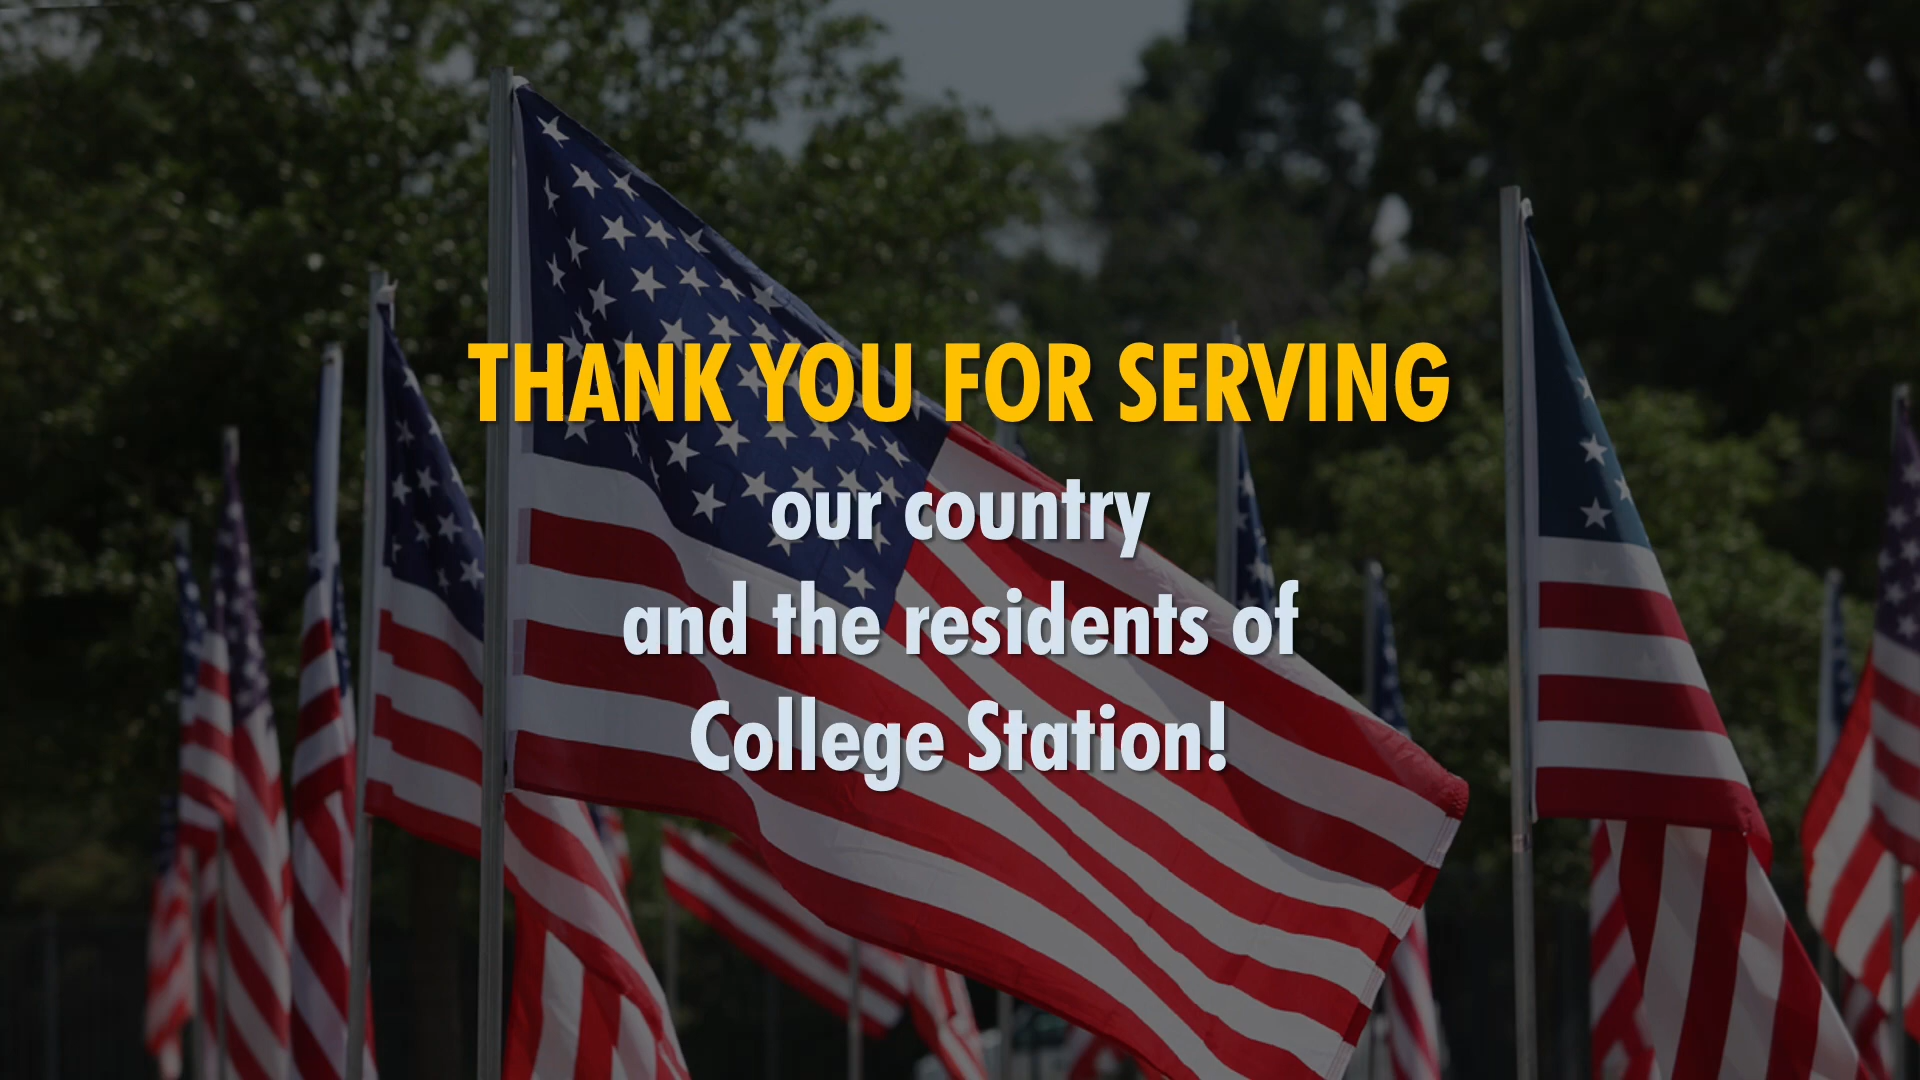 THANK YOU FOR SERVING
our country
and the residents of
College Station!